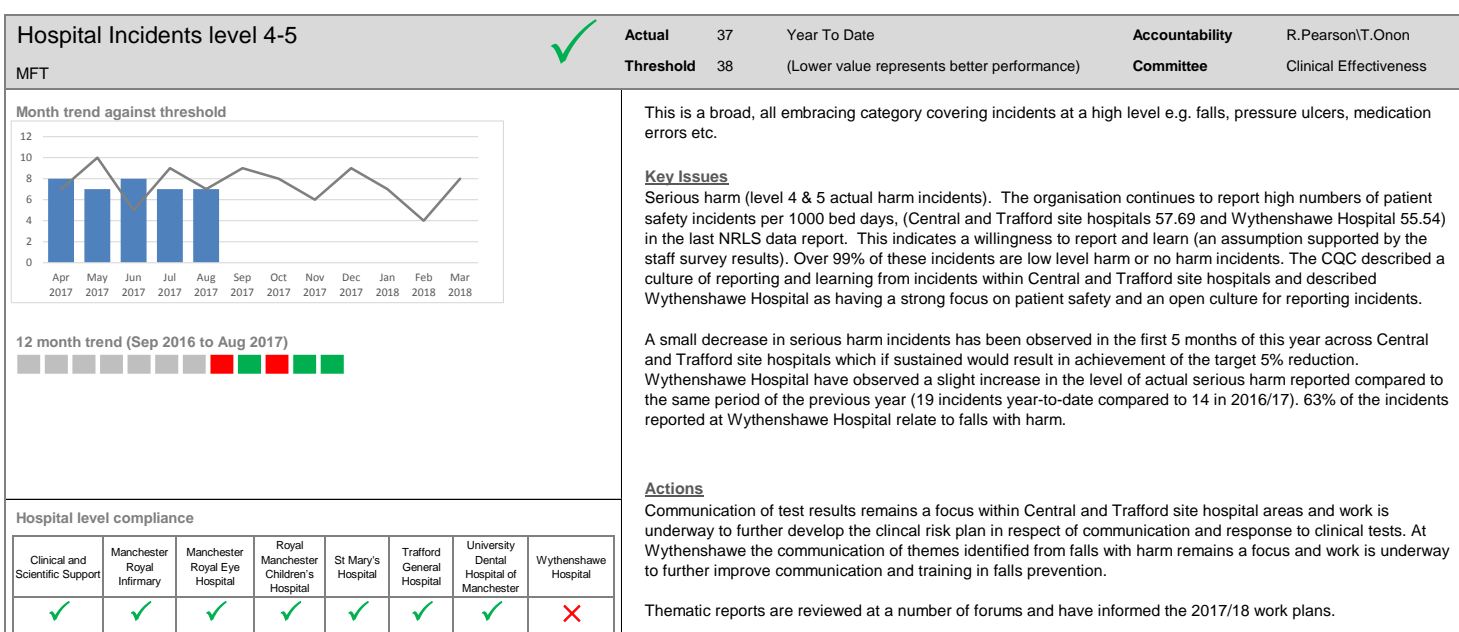 Hospital Incidents level 4-5
MFT
Actual 37 Year To Date Accountability R.Pearson\T.Onon
Threshold 38 (Lower value represents better performance) Committee Clinical Effectiveness
Month trend against threshold
12
10
8
6
4
2
0
Apr May Jun Jul Aug Sep Oct Nov Dec Jan Feb Mar
2017 2017 2017 2017 2017 2017 2017 2017 2017 2018 2018 2018
12 month trend (Sep 2016 to Aug 2017)
Hospital level compliance
Clinical and
Scientific Support
Manchester
Royal
Infirmary
Manchester
Royal Eye
Hospital
Royal
Manchester
Children's
Hospital
St Mary's
Hospital
Trafford
General
Hospital
University
Dental
Hospital of
Manchester
Wythenshawe
Hospital
This is a broad, all embracing category covering incidents at a high level e.g. falls, pressure ulcers, medication
errors etc.
Key Issues
Serious harm (level 4 & 5 actual harm incidents).  The organisation continues to report high numbers of patient
safety incidents per 1000 bed days, (Central and Trafford site hospitals 57.69 and Wythenshawe Hospital 55.54)
in the last NRLS data report.  This indicates a willingness to report and learn (an assumption supported by the
staff survey results). Over 99% of these incidents are low level harm or no harm incidents. The CQC described a
culture of reporting and learning from incidents within Central and Trafford site hospitals and described
Wythenshawe Hospital as having a strong focus on patient safety and an open culture for reporting incidents.
A small decrease in serious harm incidents has been observed in the first 5 months of this year across Central
and Trafford site hospitals which if sustained would result in achievement of the target 5% reduction.
Wythenshawe Hospital have observed a slight increase in the level of actual serious harm reported compared to
the same period of the previous year (19 incidents year-to-date compared to 14 in 2016/17). 63% of the incidents
reported at Wythenshawe Hospital relate to falls with harm.
Actions
Communication of test results remains a focus within Central and Trafford site hospital areas and work is
underway to further develop the clincal risk plan in respect of communication and response to clinical tests. At
Wythenshawe the communication of themes identified from falls with harm remains a focus and work is underway
to further improve communication and training in falls prevention.
Thematic reports are reviewed at a number of forums and have informed the 2017/18 work plans.